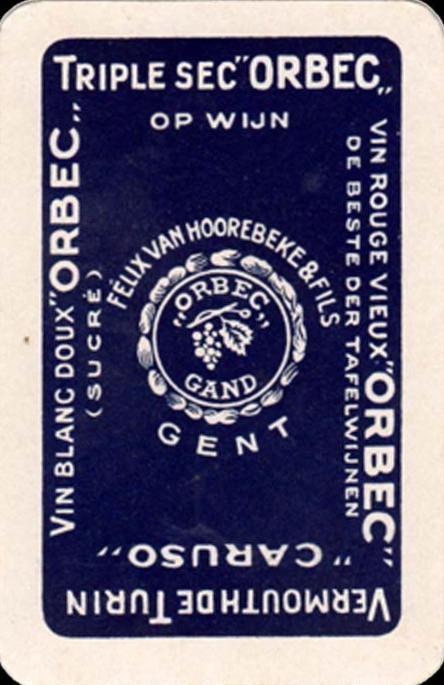 TRIPLE SEC "ORBEC„
OP WIJN
VIN ROUGE VIEUX "ORBEC"
DE BESTE DER TAFELWIJNEN
VERMOUTH DE TURIN
"CARUSO„
VIN BLANC DOUX "ORBEC„
(SUCRÉ)
FÉLIX VAN HOOREBEKE & FILS
"ORBEC„
GAND
GENT